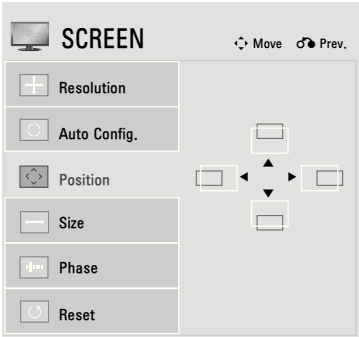 SCREEN
Move Prev.
Resolution
Auto Config.
Position
Size
Phase
Reset